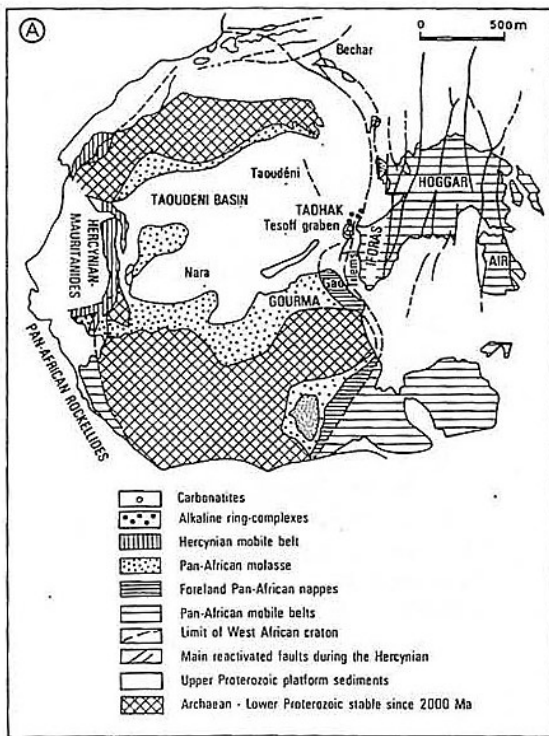 A
0 500m
Bechar
Taoudéni
HOGGAR
TAOUDENI BASIN
TADHAK
Tesoff graben
HERCYNIAN-
MAURITANIDES
IFORAS
Tilemsi
AIR
Nara
Gao
GOURMA
PAN-AFRICAN ROCKELLIDES
Carbonatites
Alkaline ring-complexes
Hercynian mobile belt
Pan-African molasse
Foreland Pan-African nappes
Pan-African mobile belts
Limit of West African craton
Main reactivated faults during the Hercynian
Upper Proterozoic platform sediments
Archaean - Lower Proterozoic stable since 2000 Ma